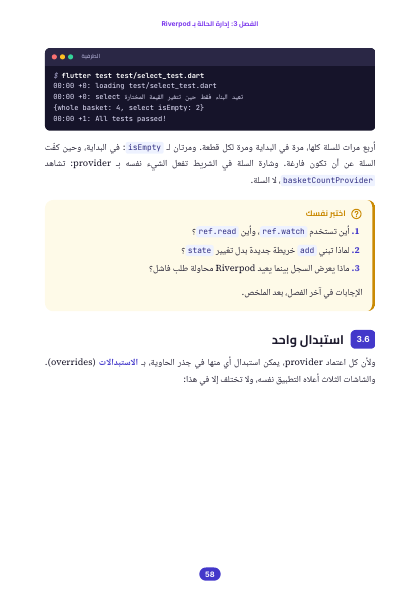 الفصل 3: إدارة الحالة بـ Riverpod
الطرفية
$ flutter test test/select_test.dart
00:00 +0: loading test/select_test.dart
00:00 +0: select تعيد البناء فقط حين تتغير القيمة المختارة
{whole basket: 4, select isEmpty: 2}
00:00 +1: All tests passed!
أربع مرات للسلة كلها، مرة في البداية ومرة لكل قطعة. ومرتان لـ isEmpty: في البداية، وحين كفّت
السلة عن أن تكون فارغة. وشارة السلة في الشريط تفعل الشيء نفسه بـ provider: تشاهد
basketCountProvider، لا السلة.
اختبر نفسك
1. أين تستخدم ref.watch، وأين ref.read؟
2. لماذا تبني add خريطة جديدة بدل تغيير state؟
3. ماذا يعرض السجل بينما يعيد Riverpod محاولة طلب فاشل؟
الإجابات في آخر الفصل، بعد الملخص.
3.6 استبدال واحد
ولأن كل اعتماد provider، يمكن استبدال أي منها في جذر الحاوية، بـ الاستبدالات (overrides).
والشاشات الثلاث أعلاه التطبيق نفسه، ولا تختلف إلا في هذا:
58